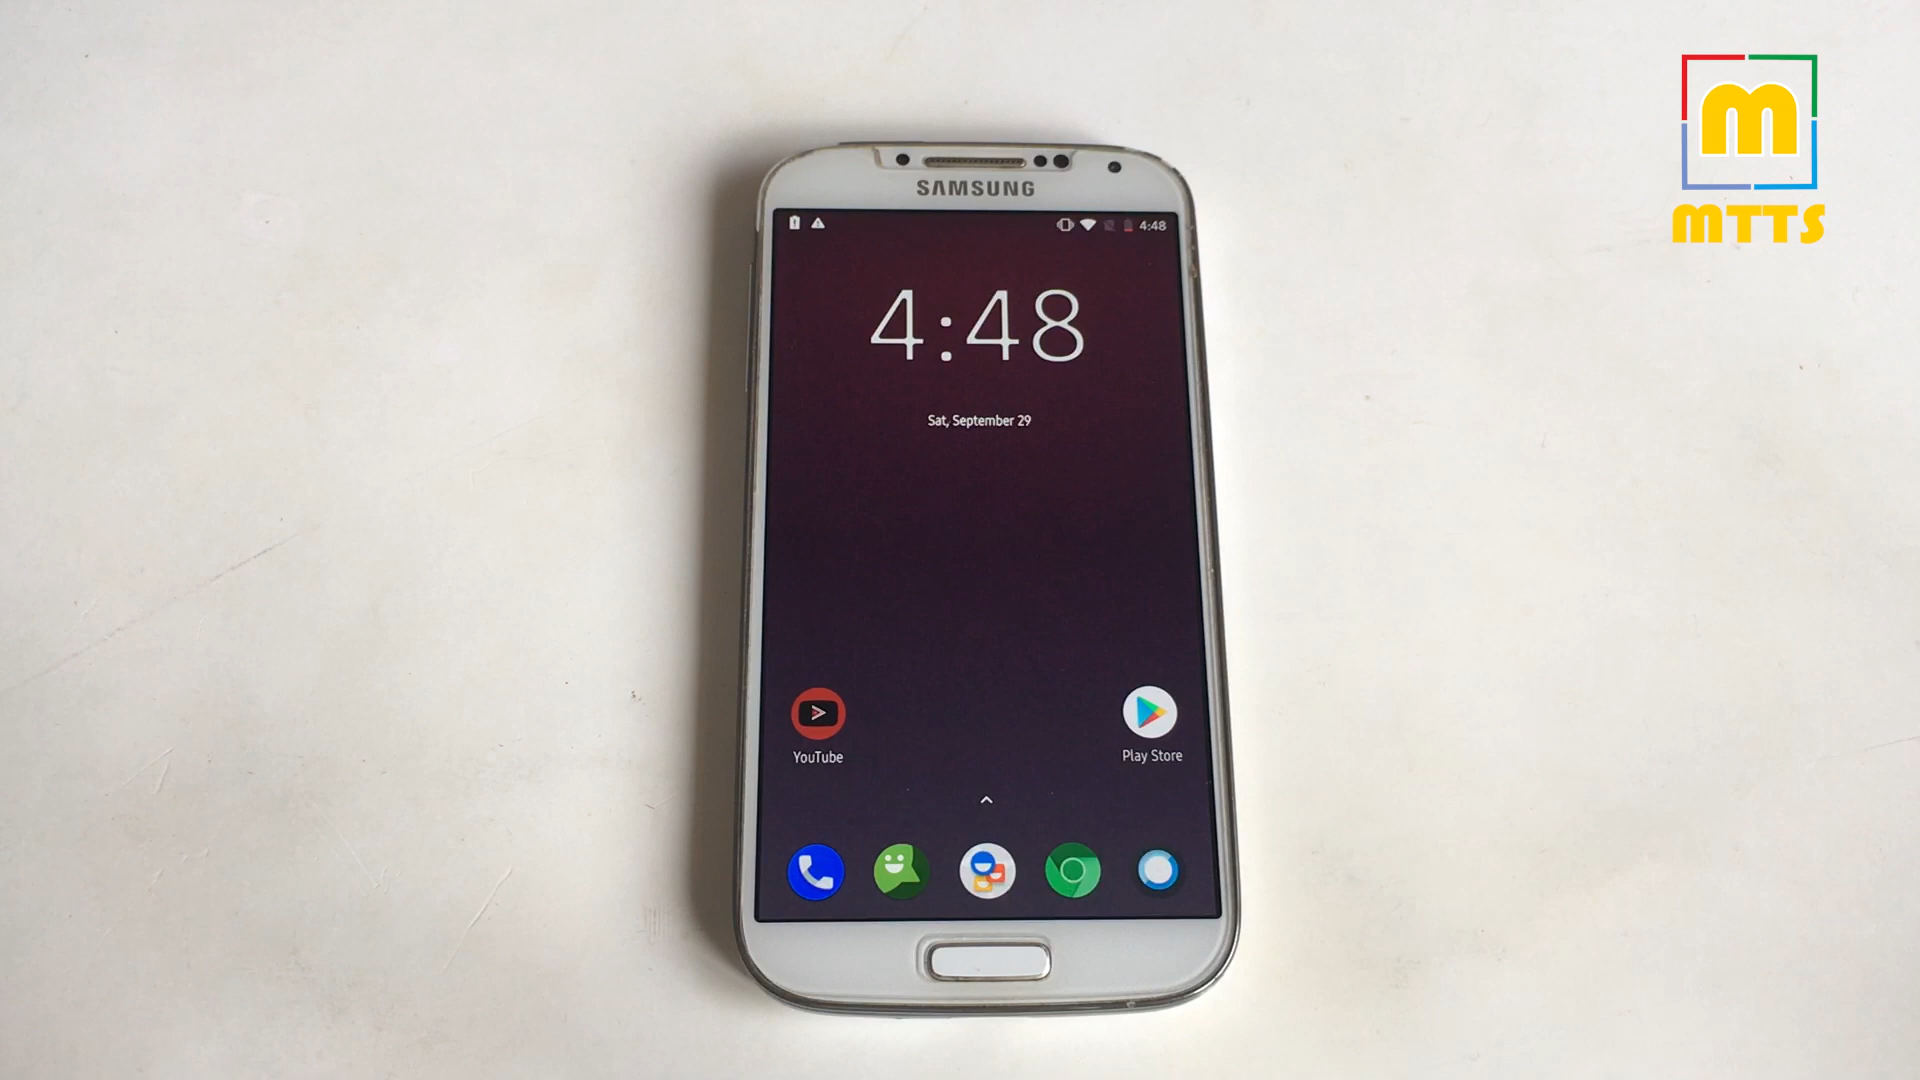 m
MTTS
SAMSUNG
4:48
4:48
Sat, September 29
YouTube
Play Store